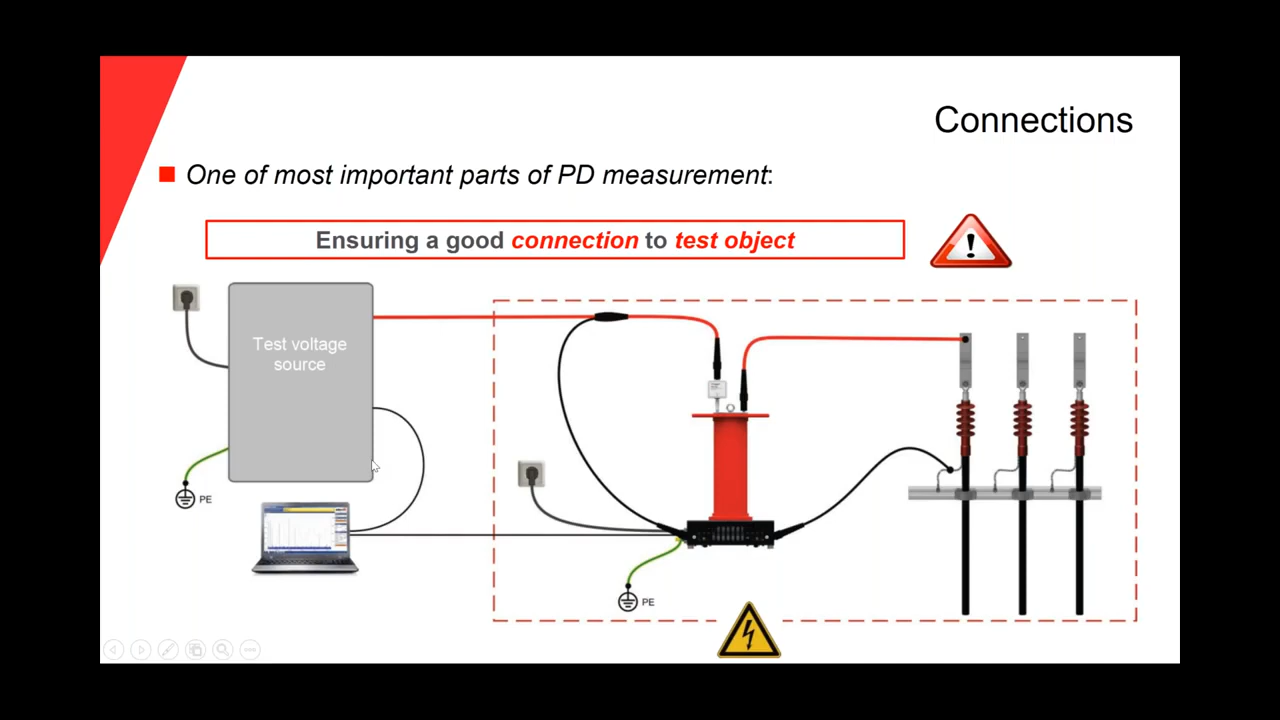 Connections
One of most important parts of PD measurement:
Ensuring a good connection to test object
Test voltage
source
PE
PE